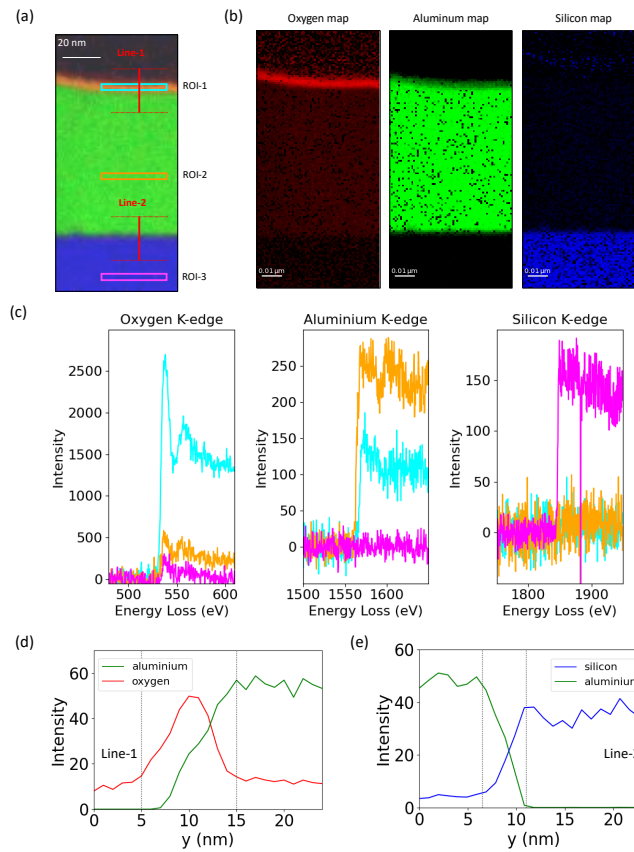 (a)
20 nm
Line-1
ROI-1
ROI-2
Line-2
ROI-3
(b)
Oxygen map
Aluminum map
Silicon map
0.01 μm
0.01 μm
0.01 μm
(c)
Oxygen K-edge
Aluminium K-edge
Silicon K-edge
Intensity
2500
2000
1500
1000
500
0
500
550
600
Energy Loss (eV)
Intensity
250
200
150
100
50
0
1500
1600
Energy Loss (eV)
Intensity
150
100
50
0
1800
1900
Energy Loss (eV)
(d)
aluminium
oxygen
Line-1
Intensity
60
40
20
0
0
5
10
15
20
y (nm)
(e)
silicon
aluminium
Intensity
60
40
20
0
0
5
10
15
20
y (nm)